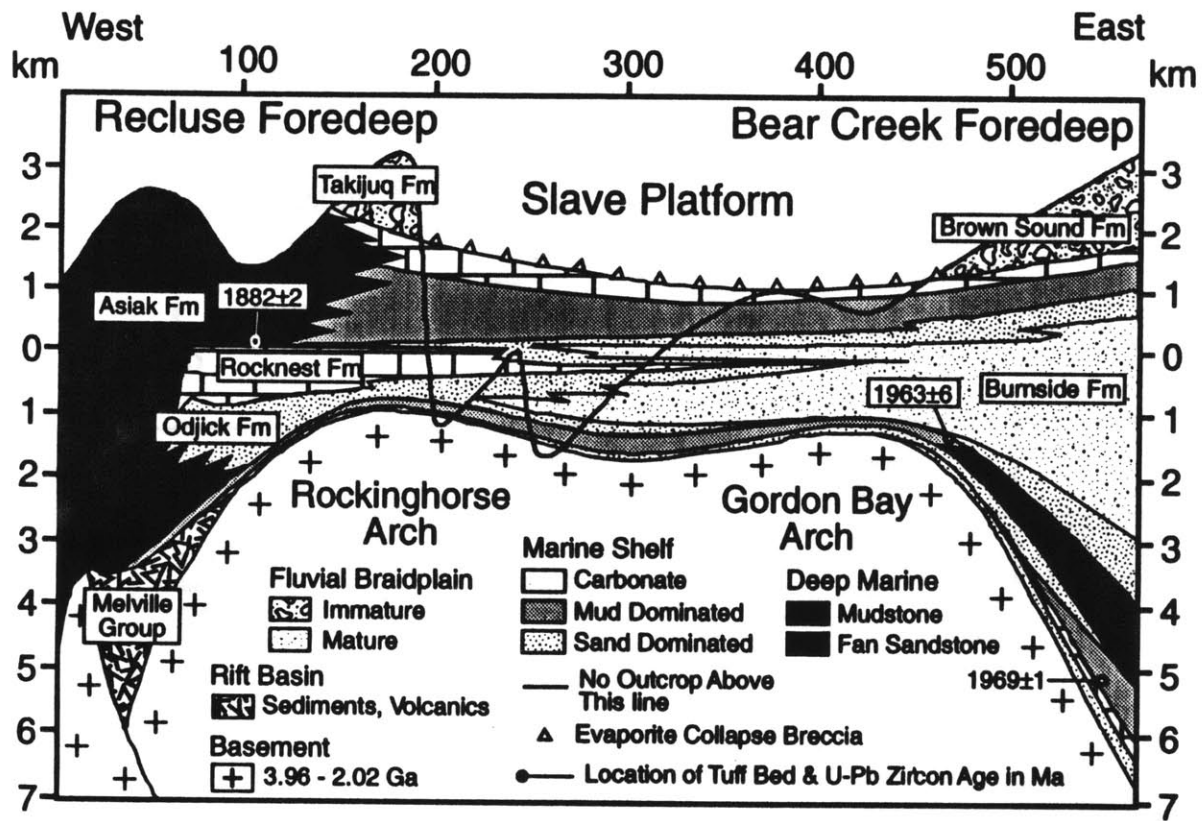 West East
km 100 200 300 400 500 km
Recluse Foredeep Bear Creek Foredeep
3 Takijuq Fm Slave Platform 3
Brown Sound Fm
2 2
Asiak Fm 1882±2
1 1
0 0
Rocknest Fm 1963±6 Burnside Fm
1 1
Odjick Fm
2 2
Rockinghorse Gordon Bay
Arch Arch
3 3
Marine Shelf
Fluvial Braidplain Carbonate Deep Marine
4 Melville Immature Mud Dominated Mudstone 4
Group Mature Sand Dominated Fan Sandstone
5 1969±1 5
Rift Basin No Outcrop Above
Sediments, Volcanics This line
6 Evaporite Collapse Breccia 6
Basement
3.96 - 2.02 Ga Location of Tuff Bed & U-Pb Zircon Age in Ma
7 7